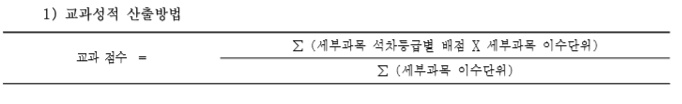 1) 교과성적 산출방법
∑ (세부과목 석차등급별 배점 X 세부과목 이수단위)
교과 점수 =
∑ (세부과목 이수단위)